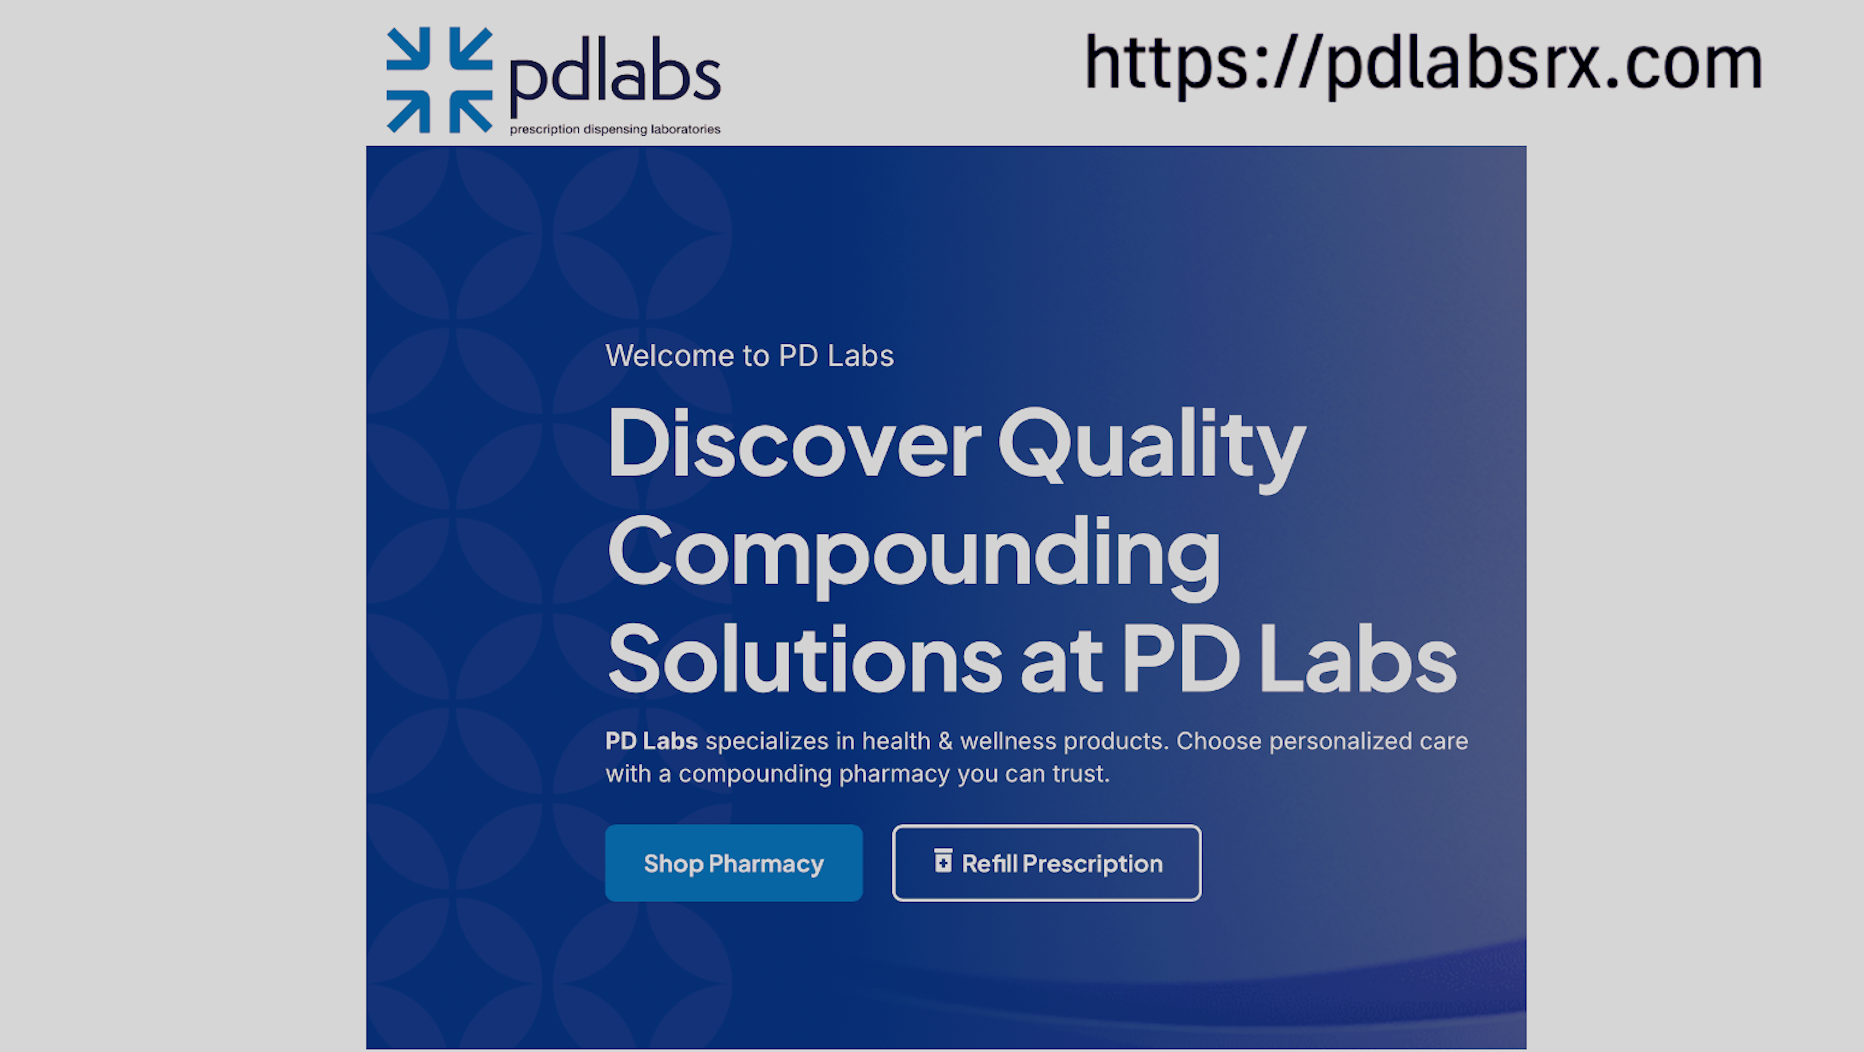 pdlabs
prescription dispensing laboratories
https://pdlabsrx.com
Welcome to PD Labs
Discover Quality
Compounding
Solutions at PD Labs
PD Labs specializes in health & wellness products. Choose personalized care
with a compounding pharmacy you can trust.
Shop Pharmacy
Refill Prescription